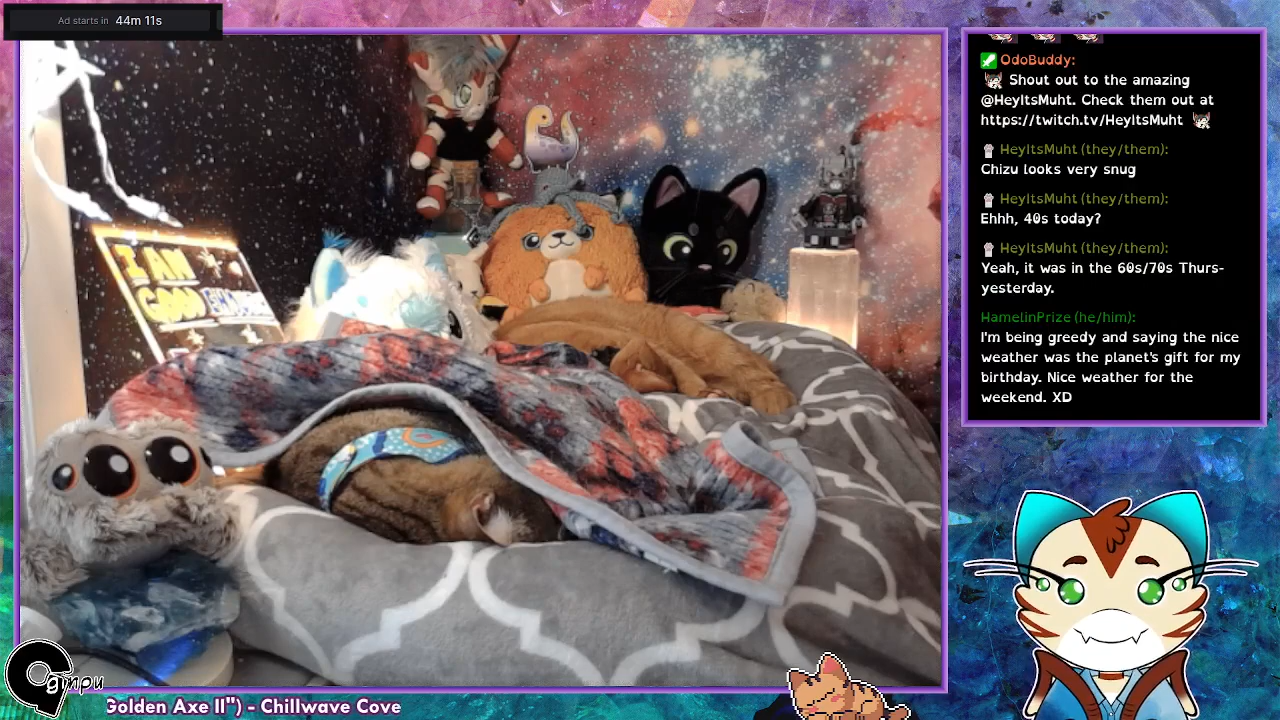 Ad starts in 44m 11s
OdoBuddy:
Shout out to the amazing
@HeyItsMuht. Check them out at
https://twitch.tv/HeyItsMuht
HeyItsMuht (they/them):
Chizu looks very snug
HeyItsMuht (they/them):
Ehhh, 40s today?
HeyItsMuht (they/them):
Yeah, it was in the 60s/70s Thurs-
yesterday.
HamelinPrize (he/him):
I'm being greedy and saying the nice
weather was the planet's gift for my
birthday. Nice weather for the
weekend. XD
I AM
GOOD ENOUGH
ginpu
Golden Axe II") - Chillwave Cove